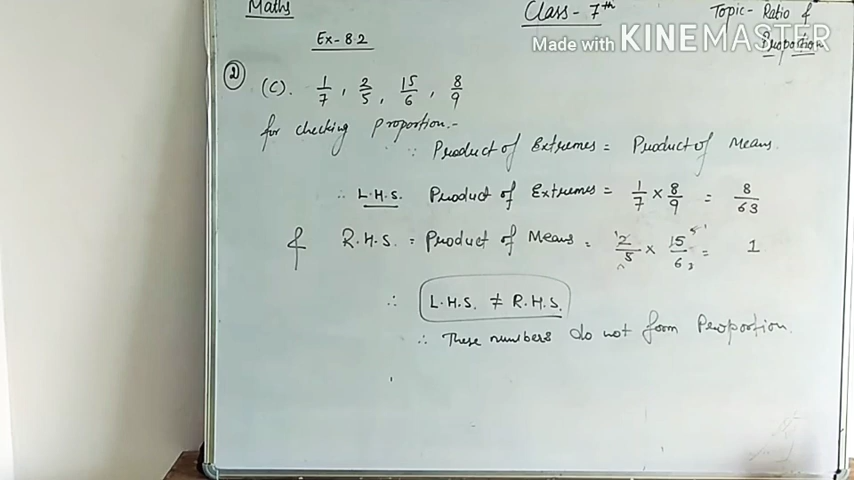 Maths Class - 7th Topic - Ratio &
Proportion
Made with KINEMASTER
Ex - 8.2
2) (C). 1/7, 2/5, 15/6, 8/9
for checking proportion.-
∵ Product of Extremes = Product of Means.
∴ L.H.S. Product of Extremes = 1/7 × 8/9 = 8/63
& R.H.S. = Product of Means = 2/5 × 15/6 = 1
∴ L.H.S. ≠ R.H.S.
∴ These numbers do not form Proportion.